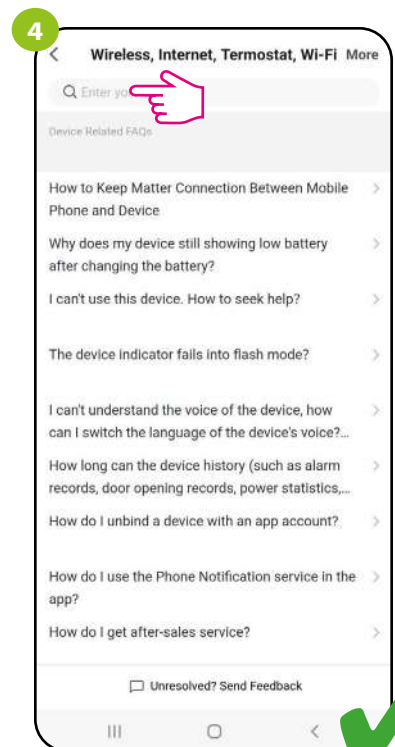 4
Wireless, Internet, Termostat, Wi-Fi More
Enter yo
Device Related FAQs
How to Keep Matter Connection Between Mobile
Phone and Device
Why does my device still showing low battery
after changing the battery?
I can't use this device. How to seek help?
The device indicator fails into flash mode?
I can't understand the voice of the device, how
can I switch the language of the device's voice?...
How long can the device history (such as alarm
records, door opening records, power statistics,...
How do I unbind a device with an app account?
How do I use the Phone Notification service in the
app?
How do I get after-sales service?
Unresolved? Send Feedback